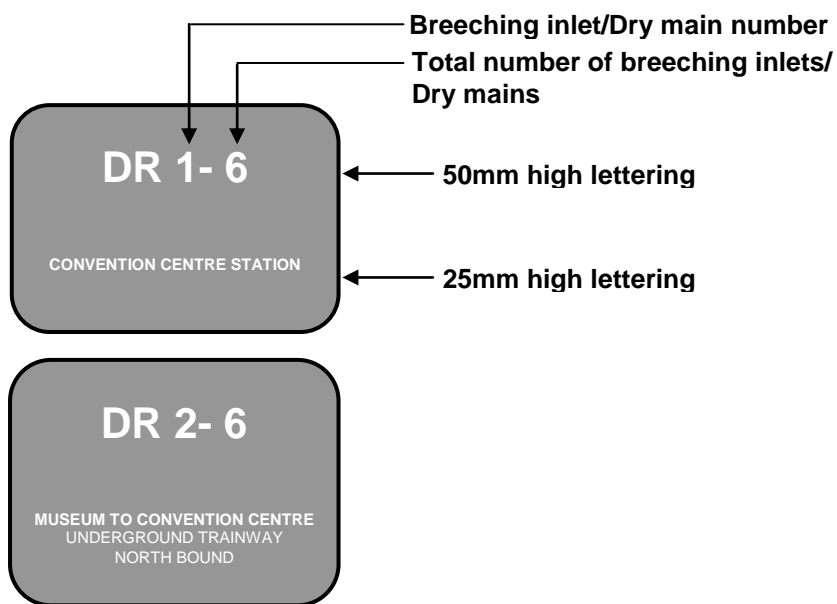 Breeching inlet/Dry main number
Total number of breeching inlets/
Dry mains
DR 1- 6
50mm high lettering
CONVENTION CENTRE STATION
25mm high lettering
DR 2- 6
MUSEUM TO CONVENTION CENTRE
UNDERGROUND TRAINWAY
NORTH BOUND